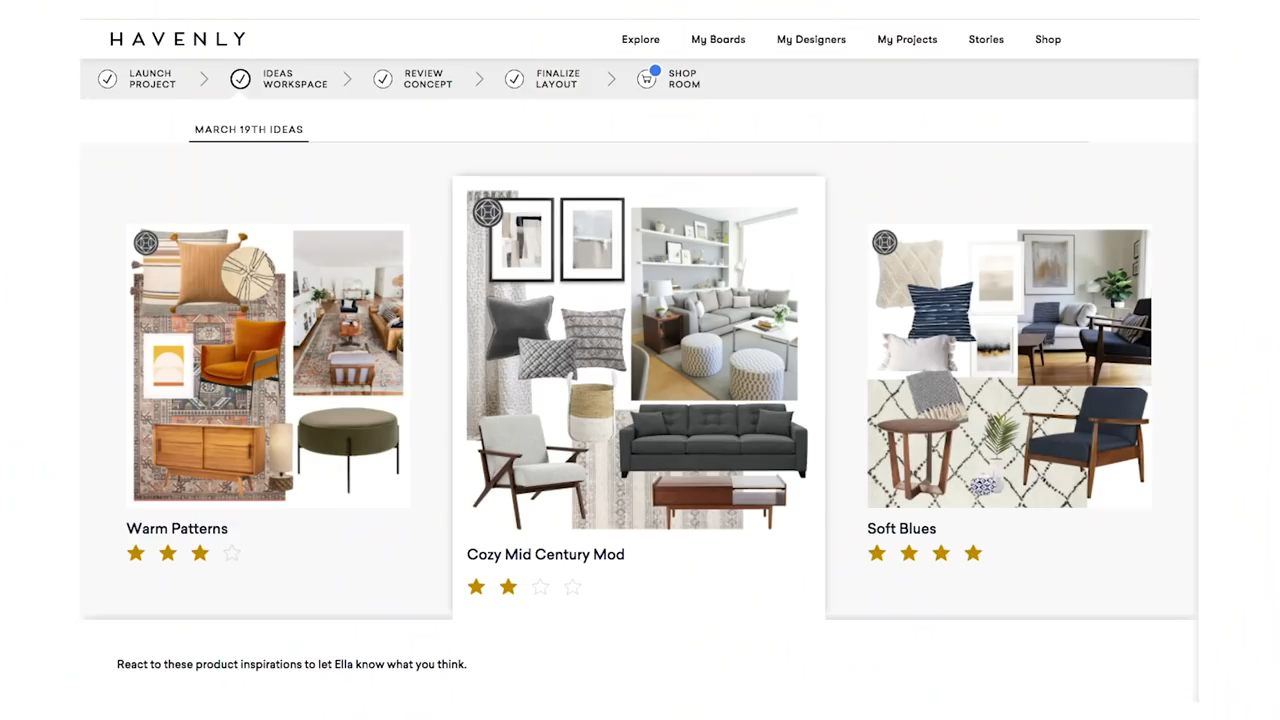 HAVENLY
Explore
My Boards
My Designers
My Projects
Stories
Shop
LAUNCH
PROJECT
IDEAS
WORKSPACE
REVIEW
CONCEPT
FINALIZE
LAYOUT
SHOP
ROOM
MARCH 19TH IDEAS
Warm Patterns
Cozy Mid Century Mod
Soft Blues
React to these product inspirations to let Ella know what you think.